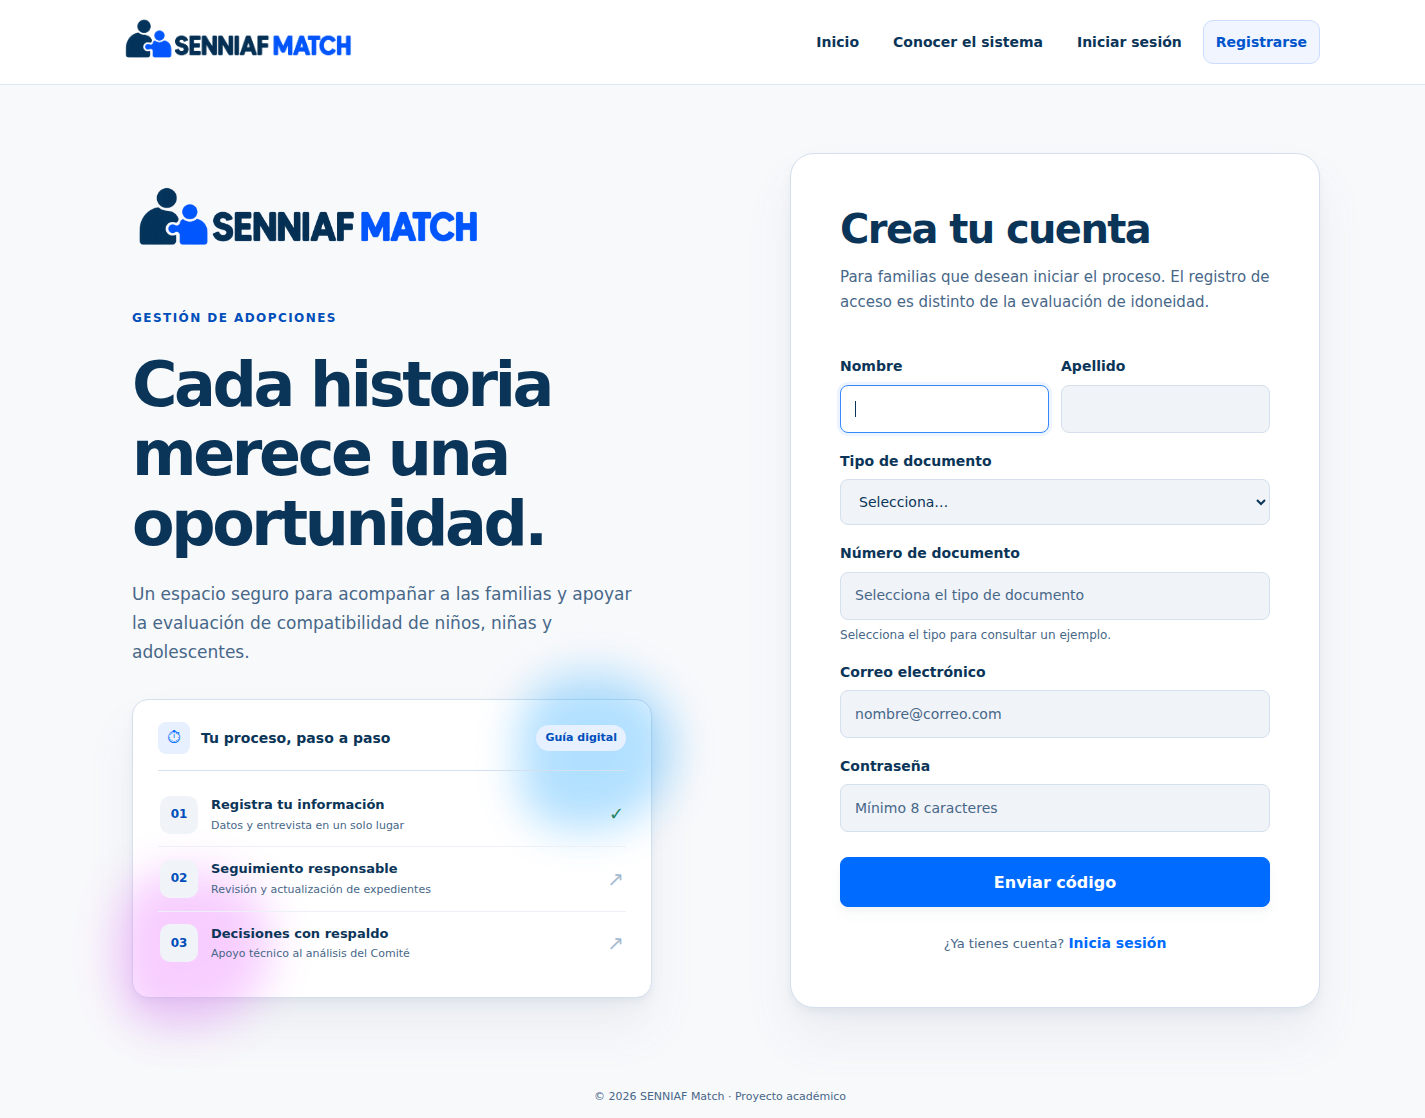 SENNIAF MATCH
Inicio
Conocer el sistema
Iniciar sesión
Registrarse
SENNIAF MATCH
GESTIÓN DE ADOPCIONES
Cada historia
merece una
oportunidad.
Un espacio seguro para acompañar a las familias y apoyar
la evaluación de compatibilidad de niños, niñas y
adolescentes.
Tu proceso, paso a paso
Guía digital
01
Registra tu información
Datos y entrevista en un solo lugar
✓
02
Seguimiento responsable
Revisión y actualización de expedientes
↗
03
Decisiones con respaldo
Apoyo técnico al análisis del Comité
↗
Crea tu cuenta
Para familias que desean iniciar el proceso. El registro de
acceso es distinto de la evaluación de idoneidad.
Nombre
Apellido
Tipo de documento
Selecciona...
Número de documento
Selecciona el tipo de documento
Selecciona el tipo para consultar un ejemplo.
Correo electrónico
nombre@correo.com
Contraseña
Mínimo 8 caracteres
Enviar código
¿Ya tienes cuenta? Inicia sesión
© 2026 SENNIAF Match · Proyecto académico